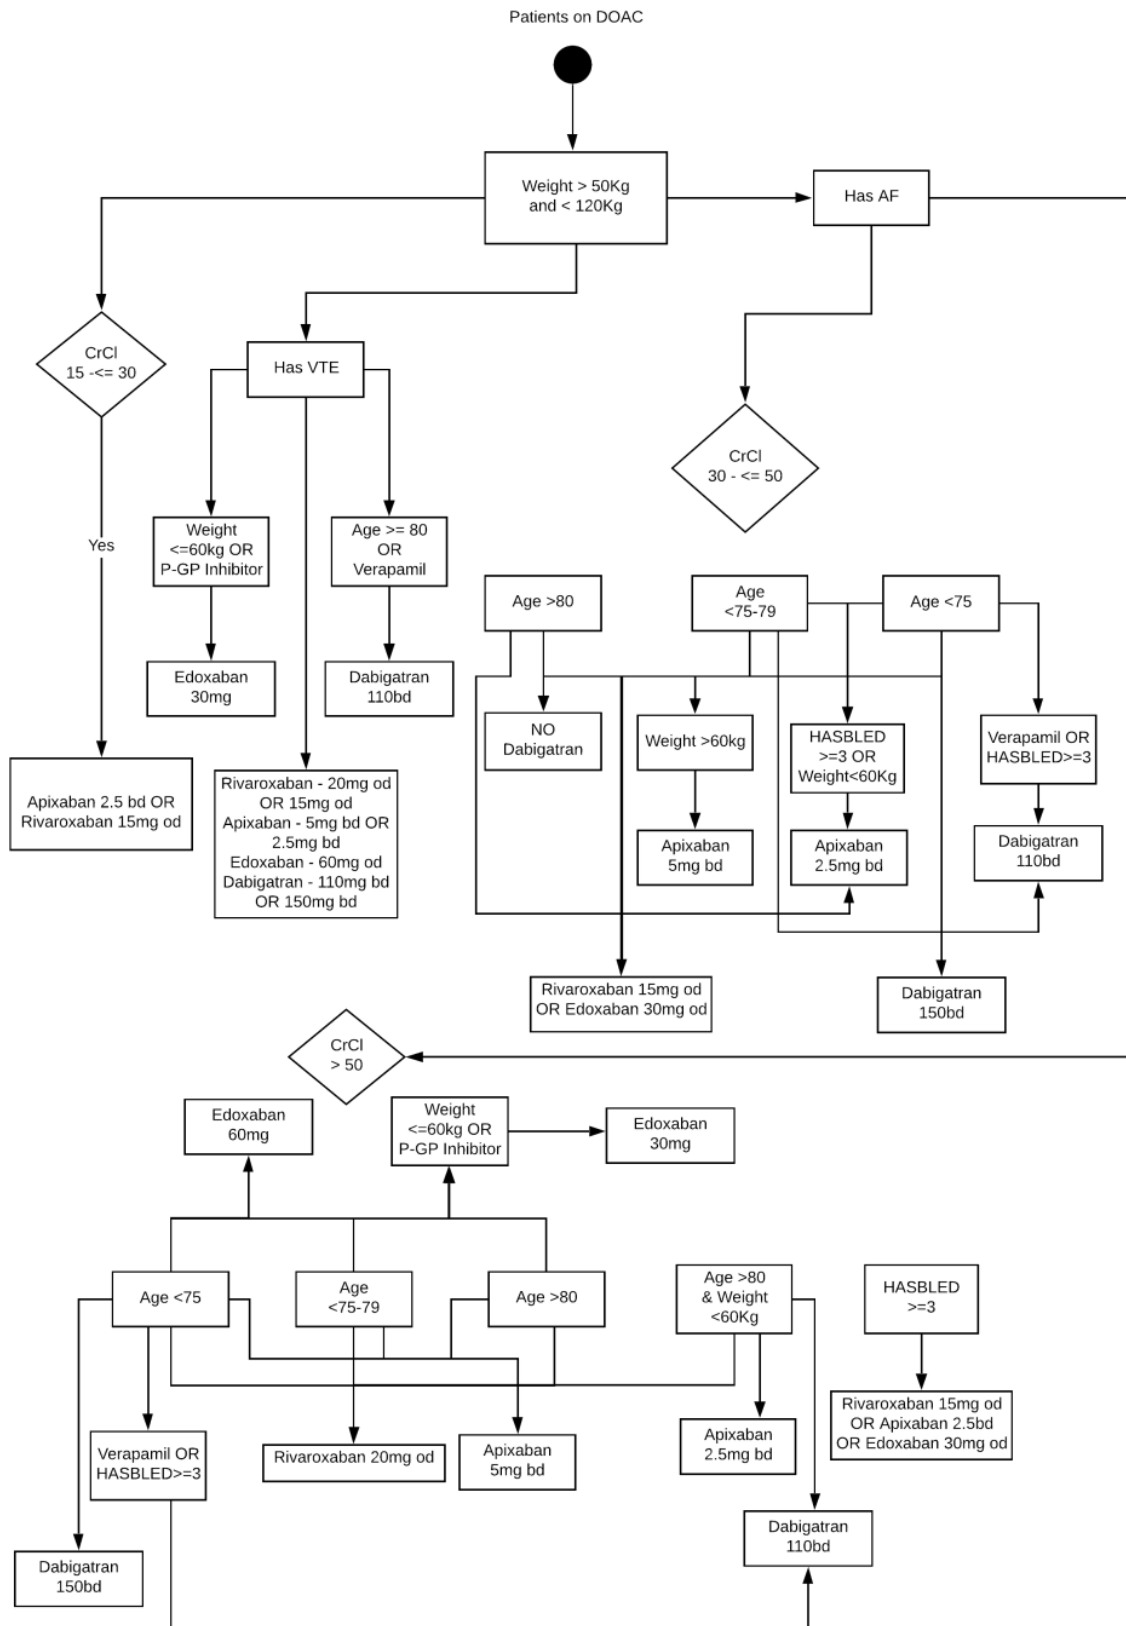 Patients on DOAC
Weight > 50Kg
and < 120Kg
Has AF
CrCl
15 -<= 30
Has VTE
CrCl
30 - <= 50
Yes
Weight
<=60kg OR
P-GP Inhibitor
Age >= 80
OR
Verapamil
Age >80
Age
<75-79
Age <75
Edoxaban
30mg
Dabigatran
110bd
NO
Dabigatran
Weight >60kg
HASBLED
>=3 OR
Weight<60Kg
Verapamil OR
HASBLED>=3
Apixaban 2.5 bd OR
Rivaroxaban 15mg od
Rivaroxaban - 20mg od
OR 15mg od
Apixaban - 5mg bd OR
2.5mg bd
Edoxaban - 60mg od
Dabigatran - 110mg bd
OR 150mg bd
Apixaban
5mg bd
Apixaban
2.5mg bd
Dabigatran
110bd
Rivaroxaban 15mg od
OR Edoxaban 30mg od
Dabigatran
150bd
CrCl
> 50
Edoxaban
60mg
Weight
<=60kg OR
P-GP Inhibitor
Edoxaban
30mg
Age <75
Age
<75-79
Age >80
Age >80
& Weight
<60Kg
HASBLED
>=3
Verapamil OR
HASBLED>=3
Rivaroxaban 20mg od
Apixaban
5mg bd
Apixaban
2.5mg bd
Rivaroxaban 15mg od
OR Apixaban 2.5bd
OR Edoxaban 30mg od
Dabigatran
150bd
Dabigatran
110bd